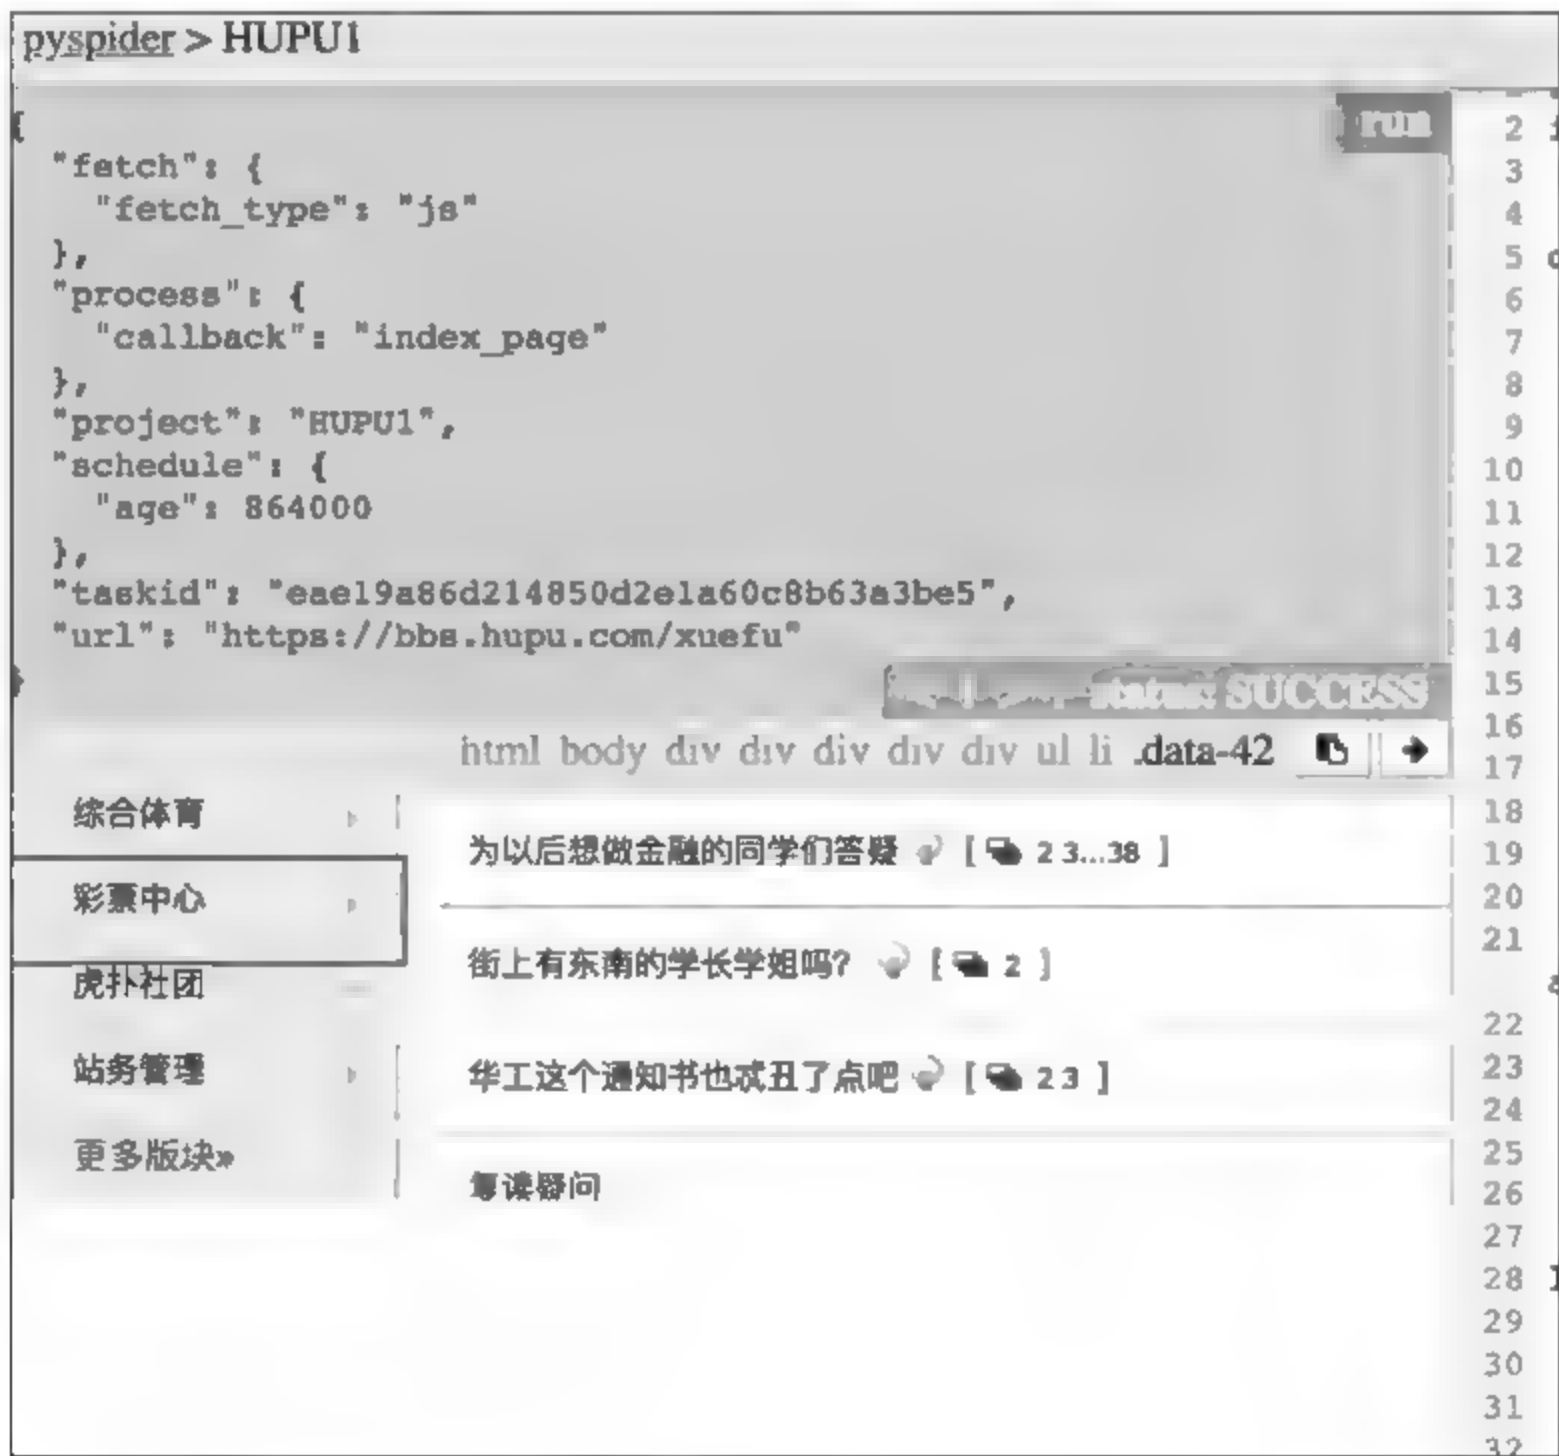 pyspider > HUPU1
{
run
"fetch": {
"fetch_type": "js"
},
"process": {
"callback": "index_page"
},
"project": "HUPU1",
"schedule": {
"age": 864000
},
"taskid": "eae19a86d214850d2e1a60c8b63a3be5",
"url": "https://bbs.hupu.com/xuefu"
}
status: SUCCESS
html body div div div div div ul li .data-42
综合体育
彩票中心
虎扑社团
站务管理
更多版块»
为以后想做金融的同学们答疑 [ 2 3...38 ]
街上有东南的学长学姐吗? [ 2 ]
华工这个通知书也忒丑了点吧 [ 2 3 ]
复读疑问
2
3
4
5
6
7
8
9
10
11
12
13
14
15
16
17
18
19
20
21
22
23
24
25
26
27
28
29
30
31
32